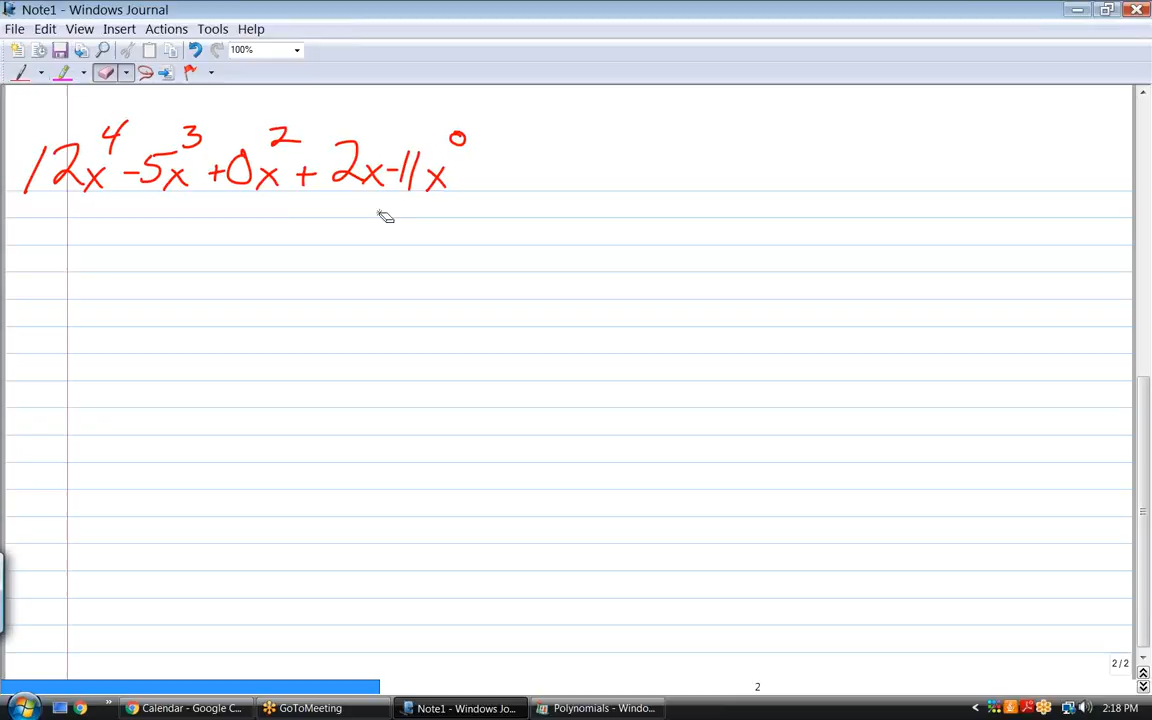 Note1 - Windows Journal
File Edit View Insert Actions Tools Help
100%
12x⁴ -5x³ +0x² + 2x-11x⁰
2/2
2
» Calendar - Google C... GoToMeeting Note1 - Windows Jo... Polynomials - Windo... < 2:18 PM